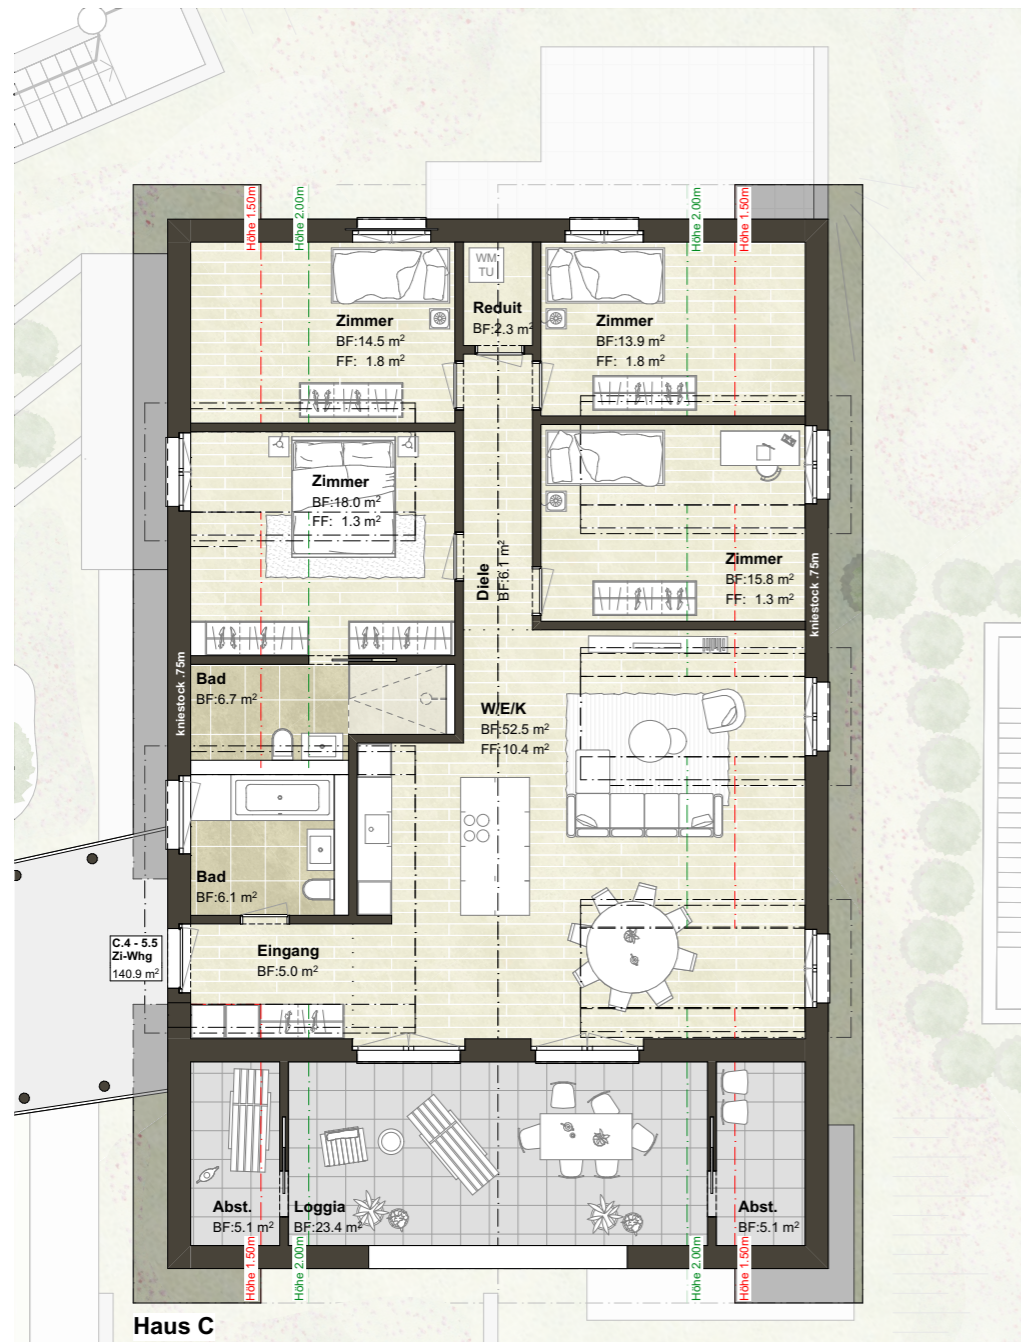 Höhe 1.50m
Höhe 2.00m
Höhe 2.00m
Höhe 1.50m
WM
TU
Reduit
BF:2.3 m²
Zimmer
BF:14.5 m²
FF: 1.8 m²
Zimmer
BF:13.9 m²
FF: 1.8 m²
Zimmer
BF:18.0 m²
FF: 1.3 m²
Diele
BF:6.1 m²
Zimmer
BF:15.8 m²
FF: 1.3 m²
kniestock .75m
kniestock .75m
Bad
BF:6.7 m²
W/E/K
BF:52.5 m²
FF:10.4 m²
Bad
BF:6.1 m²
C.4 - 5.5
Zi-Whg
140.9 m²
Eingang
BF:5.0 m²
Abst.
BF:5.1 m²
Loggia
BF:23.4 m²
Abst.
BF:5.1 m²
Höhe 1.50m
Höhe 2.00m
Höhe 2.00m
Höhe 1.50m
Haus C